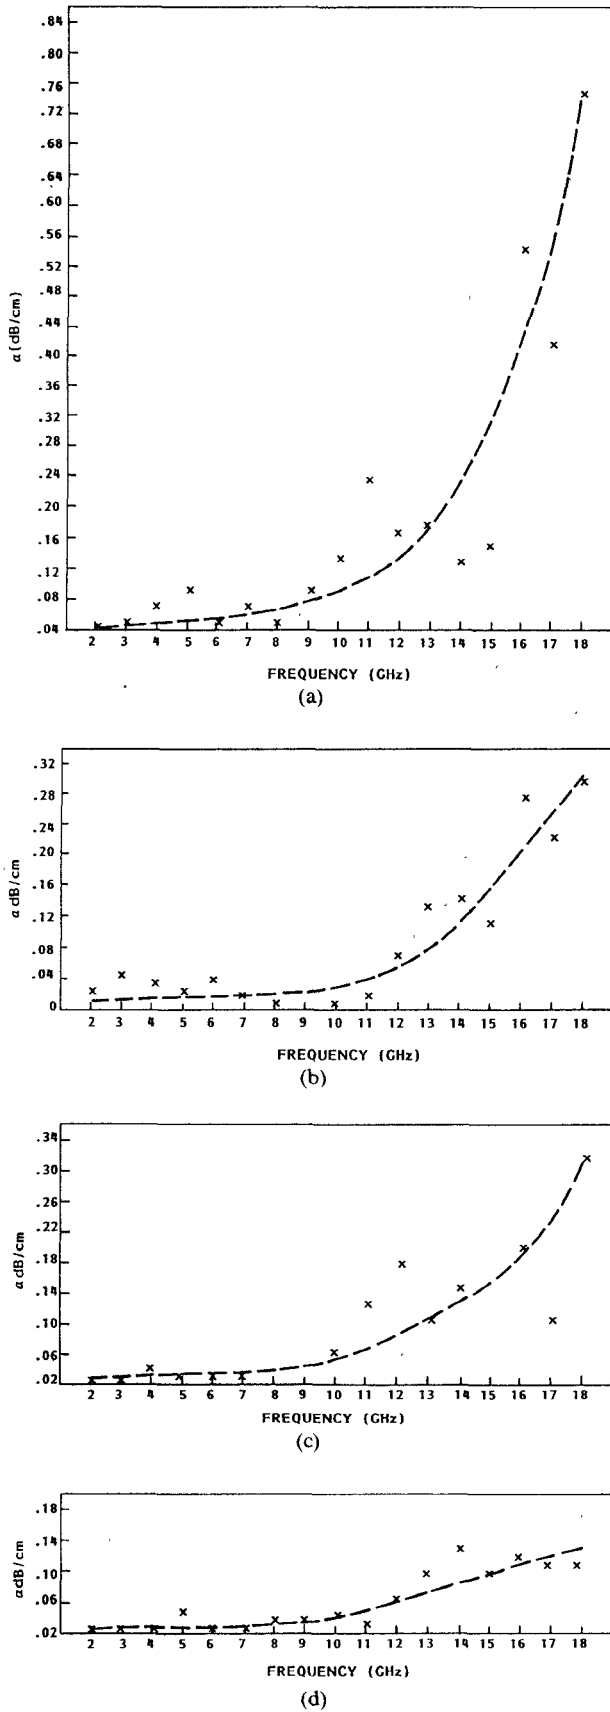 .84
.80
.76
.72
.68
.64
.60
.56
.52
.48
.44
.40
.36
.32
.28
.24
.20
.16
.12
.08
.04
α (dB/cm)
2 3 4 5 6 7 8 9 10 11 12 13 14 15 16 17 18
FREQUENCY (GHz)
(a)
.32
.28
.24
.20
.16
.12
.08
.04
0
α dB/cm
2 3 4 5 6 7 8 9 10 11 12 13 14 15 16 17 18
FREQUENCY (GHz)
(b)
.34
.30
.26
.22
.18
.14
.10
.06
.02
α dB/cm
2 3 4 5 6 7 8 9 10 11 12 13 14 15 16 17 18
FREQUENCY (GHz)
(c)
.18
.14
.10
.06
.02
αdB/cm
2 3 4 5 6 7 8 9 10 11 12 13 14 15 16 17 18
FREQUENCY (GHz)
(d)